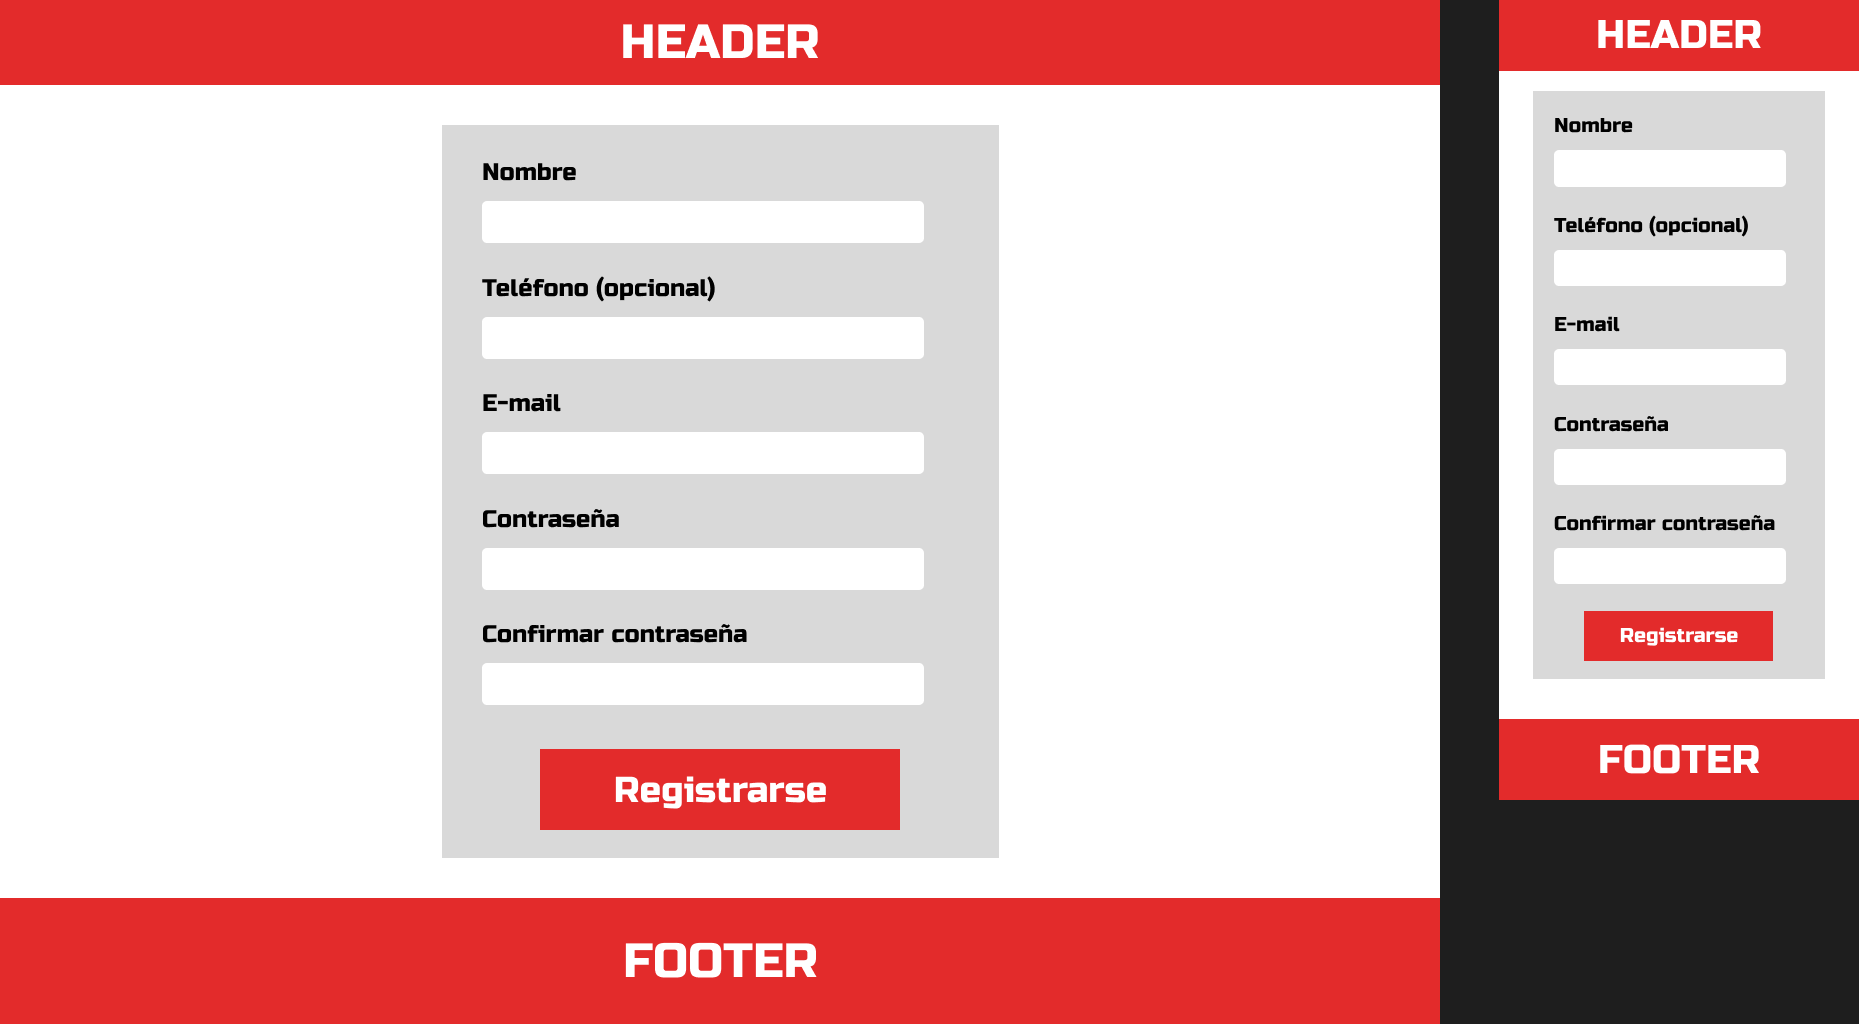 HEADER
Nombre
Teléfono (opcional)
E-mail
Contraseña
Confirmar contraseña
Registrarse
FOOTER
HEADER
Nombre
Teléfono (opcional)
E-mail
Contraseña
Confirmar contraseña
Registrarse
FOOTER